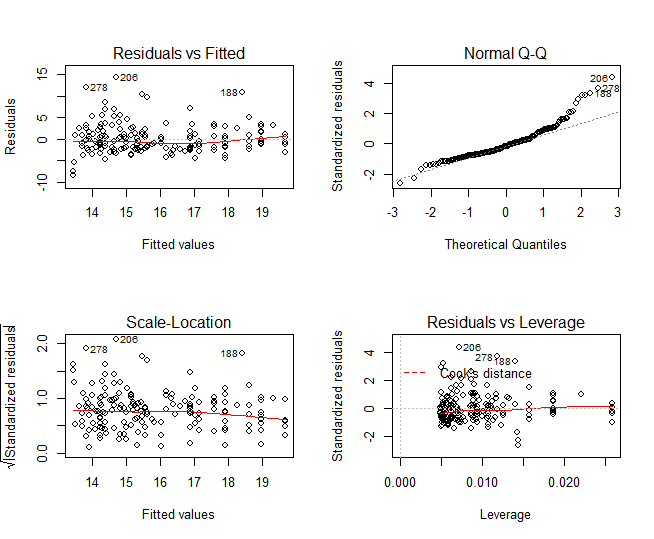 Residuals vs Fitted
Residuals
15
5
0
-10
206
278
188
14 15 16 17 18 19
Fitted values
Normal Q-Q
Standardized residuals
4
2
0
-2
206
278
188
-3 -2 -1 0 1 2 3
Theoretical Quantiles
Scale-Location
√|Standardized residuals|
2.0
1.0
0.0
206
278
188
14 15 16 17 18 19
Fitted values
Residuals vs Leverage
Standardized residuals
4
2
0
-2
206
278
188
Cook's distance
0.000 0.010 0.020
Leverage